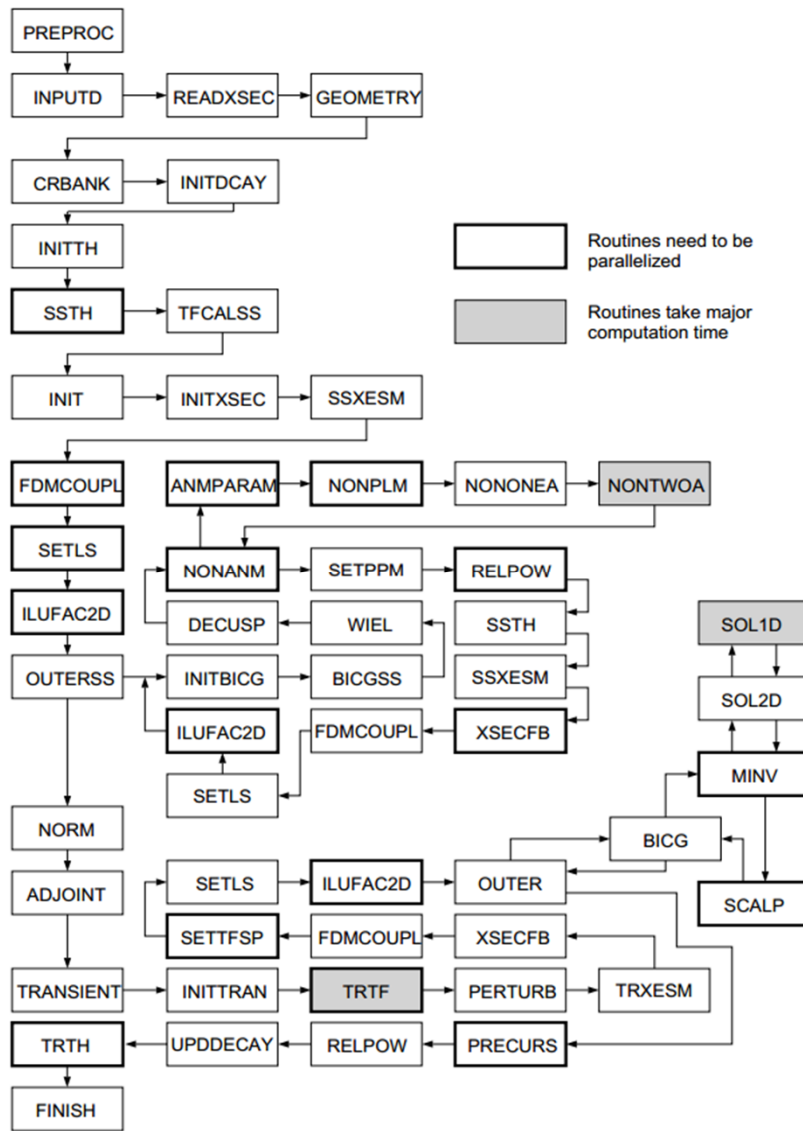 PREPROC
INPUTD
READXSEC
GEOMETRY
CRBANK
INITDCAY
INITTH
Routines need to be
parallelized
SSTH
TFCALSS
Routines take major
computation time
INIT
INITXSEC
SSXESM
FDMCOUPL
ANMPARAM
NONPLM
NONONEA
NONTWOA
SETLS
NONANM
SETPPM
RELPOW
ILUFAC2D
DECUSP
WIEL
SSTH
SOL1D
OUTERSS
INITBICG
BICGSS
SSXESM
SOL2D
ILUFAC2D
FDMCOUPL
XSECFB
MINV
SETLS
NORM
BICG
ADJOINT
SETLS
ILUFAC2D
OUTER
SCALP
SETTFSP
FDMCOUPL
XSECFB
TRANSIENT
INITTRAN
TRTF
PERTURB
TRXESM
TRTH
UPDDECAY
RELPOW
PRECURS
FINISH